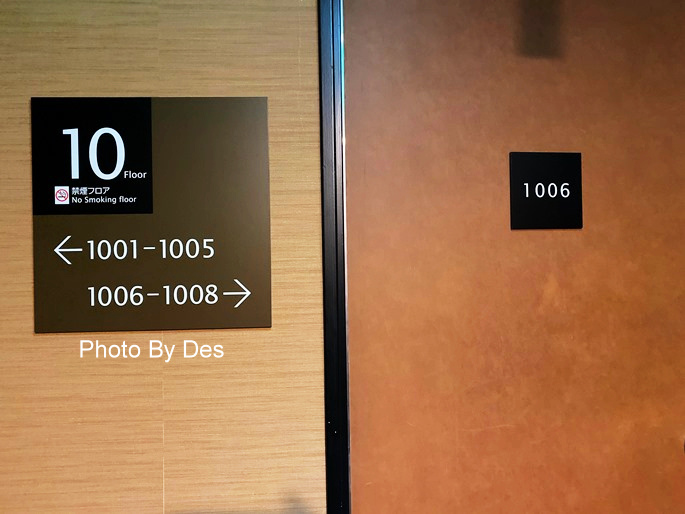 10 Floor
禁煙フロア
No Smoking floor
←1001-1005
1006-1008→
Photo By Des
1006